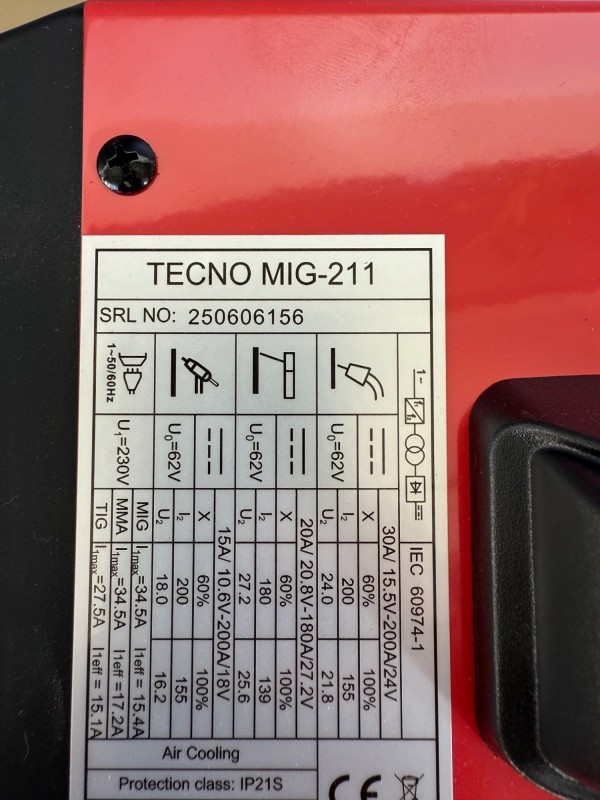 TECNO MIG-211
SRL NO: 250606156
1~
f₁
f₂
IEC 60974-1
30A/ 15.5V-200A/24V
U₀=62V
X 60% 100%
I₂ 200 155
U₂ 24.0 21.8
20A/ 20.8V-180A/27.2V
U₀=62V
X 60% 100%
I₂ 180 139
U₂ 27.2 25.6
15A/ 10.6V-200A/18V
U₀=62V
X 60% 100%
I₂ 200 155
U₂ 18.0 16.2
1~50/60Hz
U₁=230V
MIG I₁max=34.5A I1eff = 15.4A
MMA I₁max=34.5A I1eff = 17.2A
TIG I₁max=27.5A I1eff = 15.1A
Air Cooling
Protection class: IP21S
CE